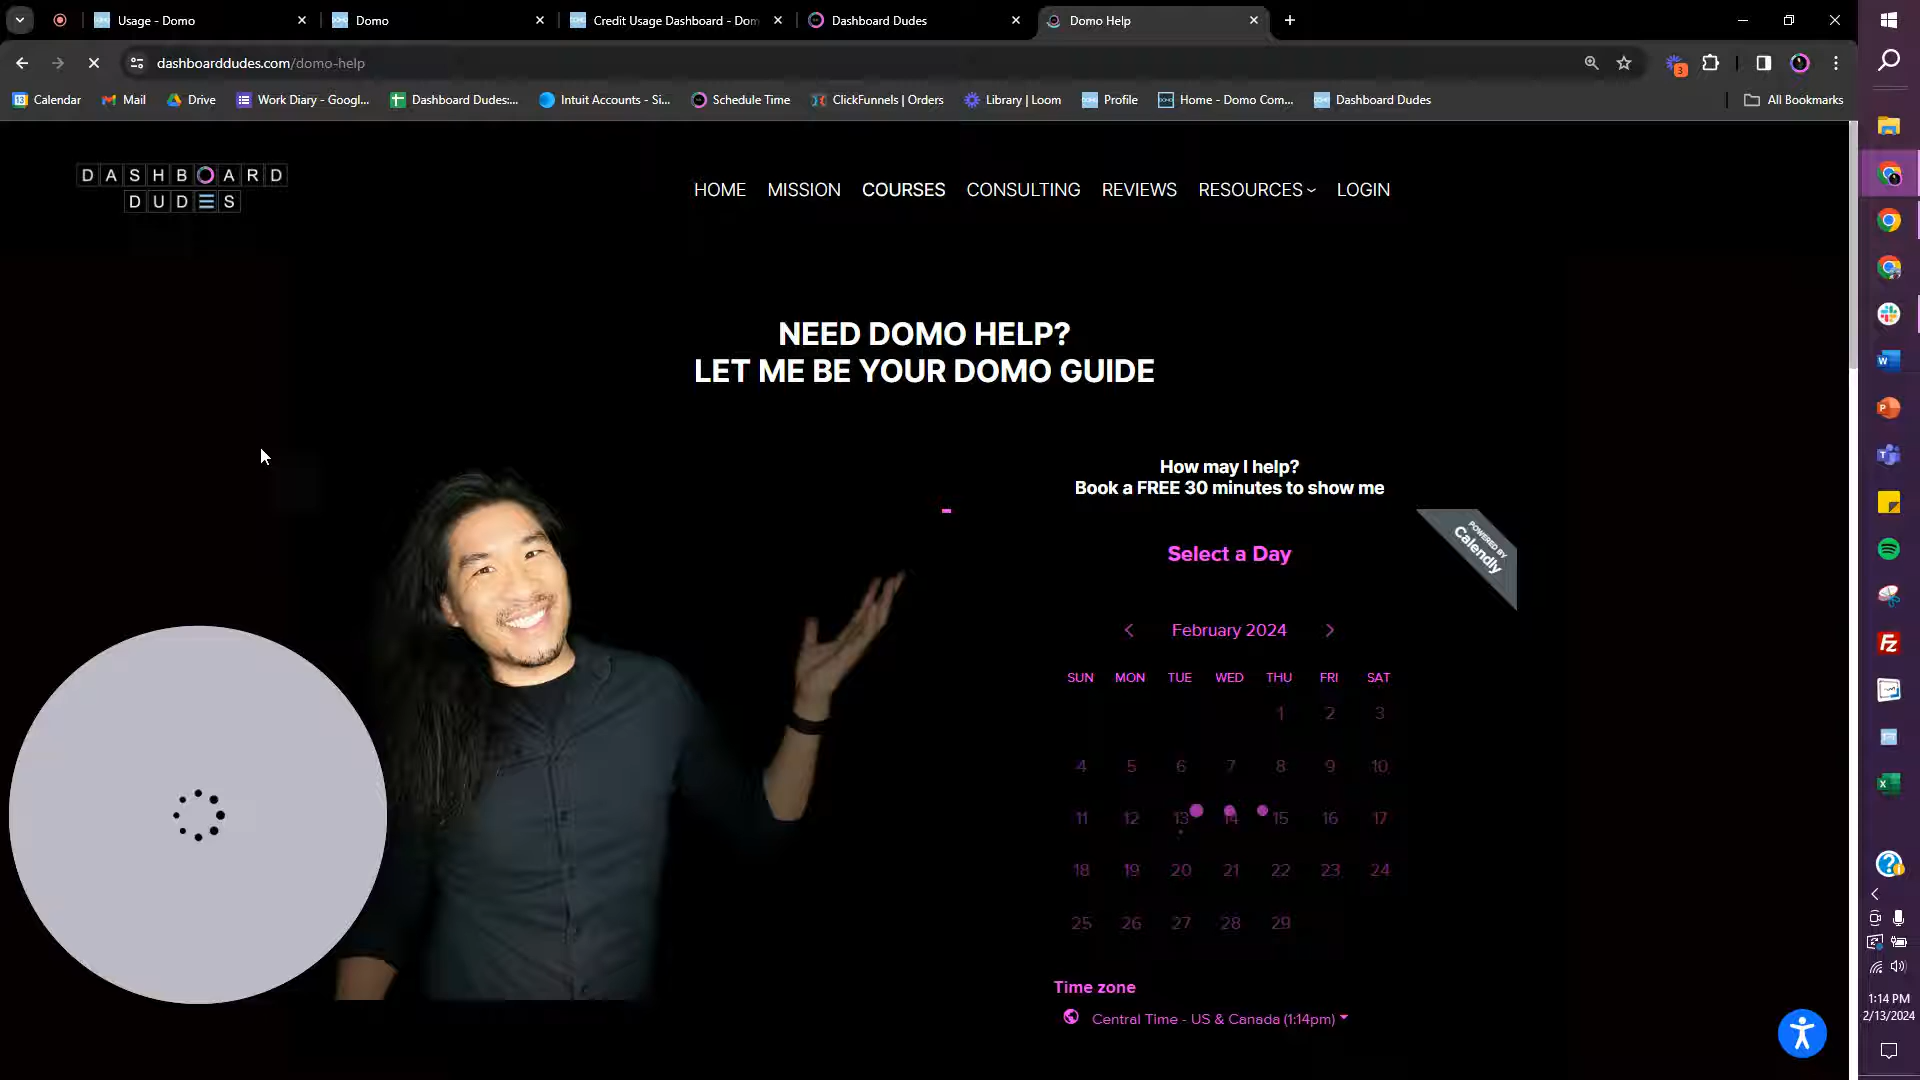 Usage - Domo
Domo
Credit Usage Dashboard - Dom
Dashboard Dudes
Domo Help
dashboarddudes.com/domo-help
3
Calendar
Mail
Drive
Work Diary - Googl...
Dashboard Dudes:...
Intuit Accounts - Si...
Schedule Time
ClickFunnels | Orders
Library | Loom
Profile
Home - Domo Com...
Dashboard Dudes
All Bookmarks
DASHBOARD
DUDES
HOME
MISSION
COURSES
CONSULTING
REVIEWS
RESOURCES
LOGIN
NEED DOMO HELP?
LET ME BE YOUR DOMO GUIDE
How may I help?
Book a FREE 30 minutes to show me
POWERED BY
Calendly
Select a Day
February 2024
SUN MON TUE WED THU FRI SAT
1 2 3
4 5 6 7 8 9 10
11 12 13 14 15 16 17
18 19 20 21 22 23 24
25 26 27 28 29
Time zone
Central Time - US & Canada (1:14pm)
1:14 PM
2/13/2024